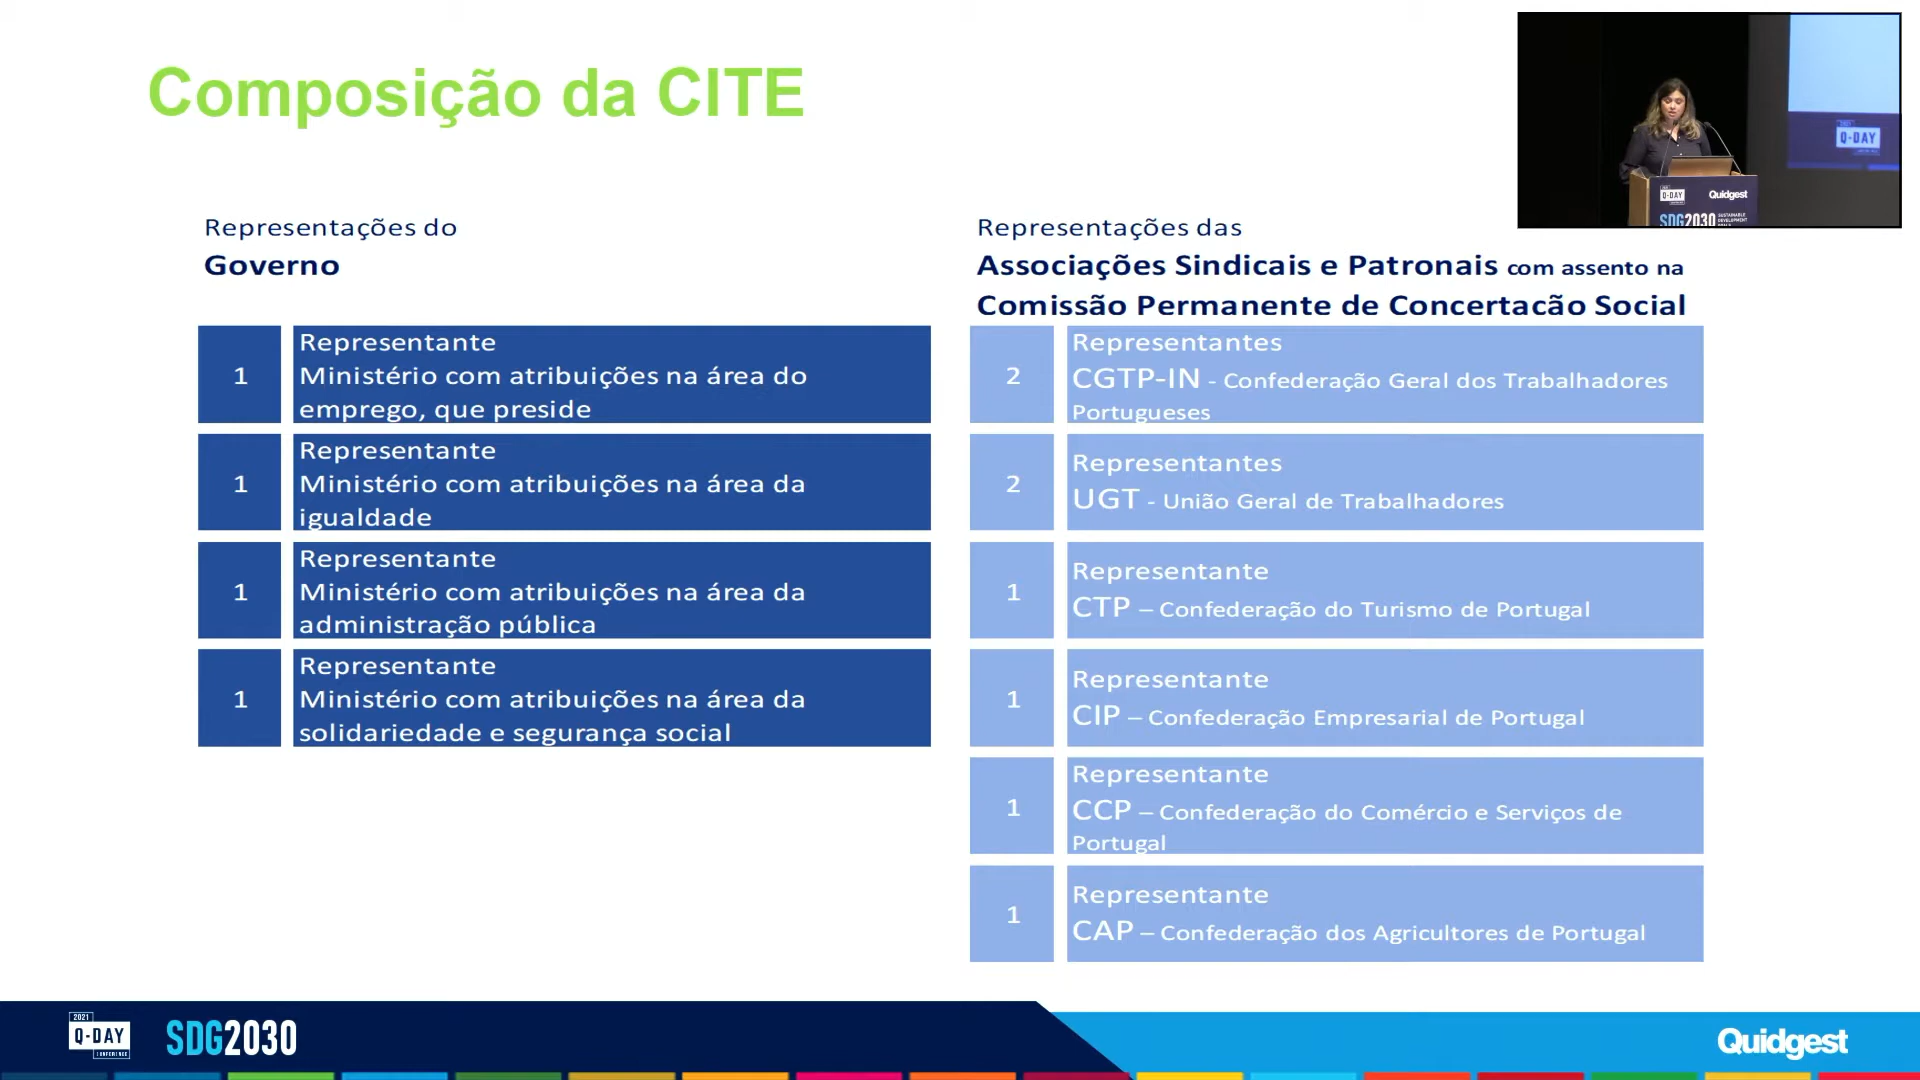 Composição da CITE
Q-DAY
Q-DAY
Quidgest
SDG2030
SUSTAINABLE
DEVELOPMENT
Representações do
Governo
1
Representante
Ministério com atribuições na área do
emprego, que preside
1
Representante
Ministério com atribuições na área da
igualdade
1
Representante
Ministério com atribuições na área da
administração pública
1
Representante
Ministério com atribuições na área da
solidariedade e segurança social
Representações das
Associações Sindicais e Patronais com assento na
Comissão Permanente de Concertacão Social
2
Representantes
CGTP-IN - Confederação Geral dos Trabalhadores
Portugueses
2
Representantes
UGT - União Geral de Trabalhadores
1
Representante
CTP – Confederação do Turismo de Portugal
1
Representante
CIP – Confederação Empresarial de Portugal
1
Representante
CCP – Confederação do Comércio e Serviços de
Portugal
1
Representante
CAP – Confederação dos Agricultores de Portugal
2021
Q-DAY
CONFERENCE
SDG2030
Quidgest